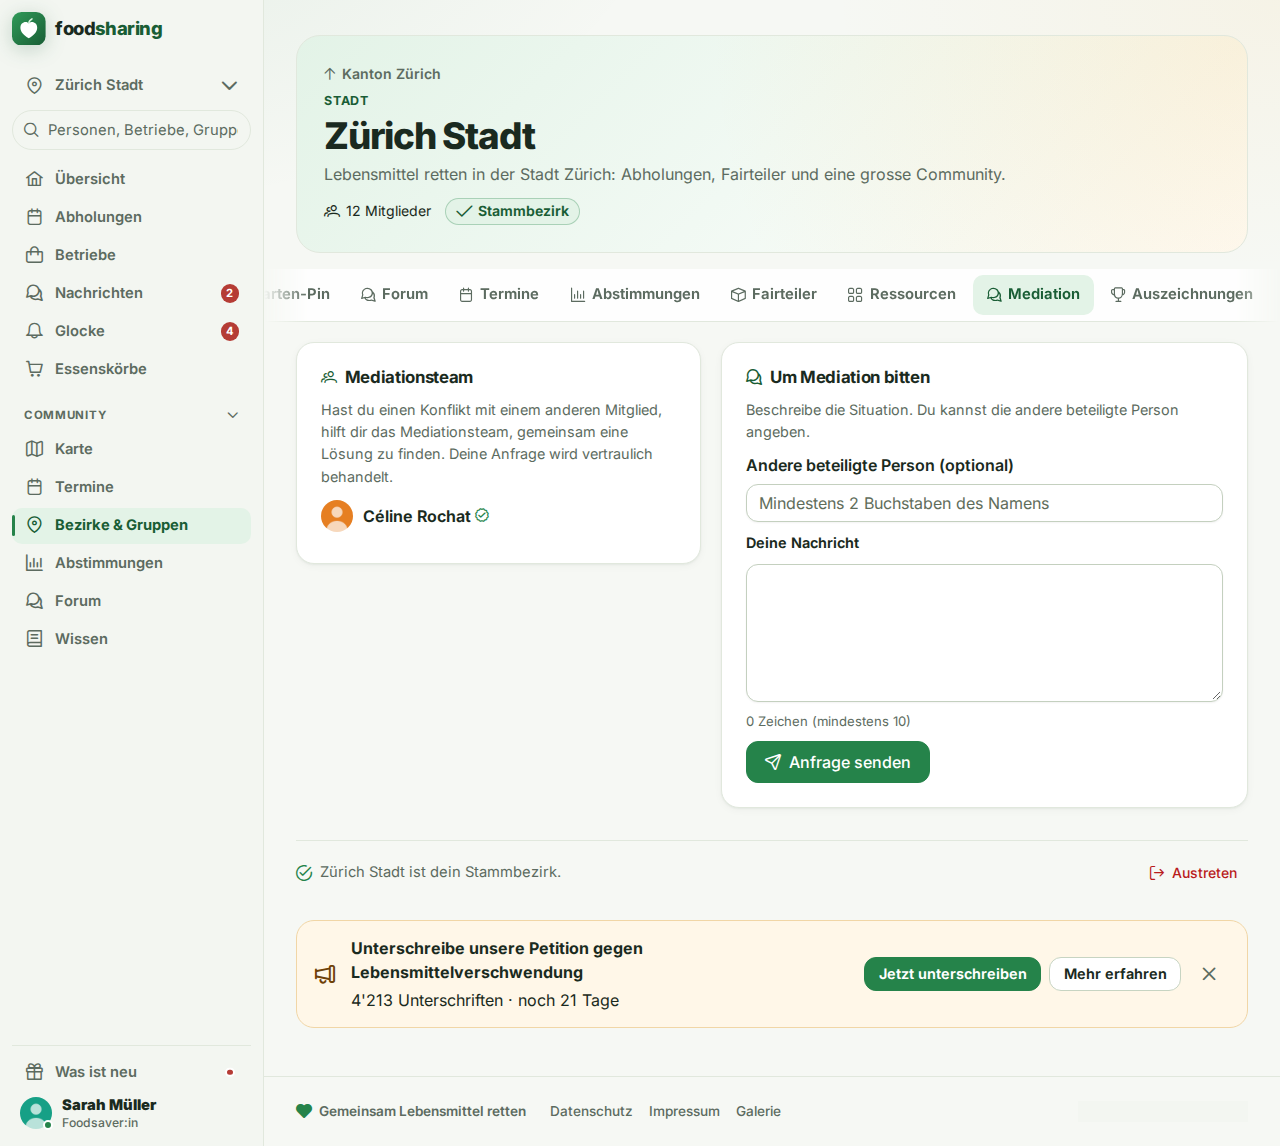 foodsharing
Zürich Stadt
Personen, Betriebe, Grupp
Übersicht
Abholungen
Betriebe
Nachrichten 2
Glocke 4
Essenskörbe
COMMUNITY
Karte
Termine
Bezirke & Gruppen
Abstimmungen
Forum
Wissen
Was ist neu
Sarah Müller
Foodsaver:in
Kanton Zürich
STADT
Zürich Stadt
Lebensmittel retten in der Stadt Zürich: Abholungen, Fairteiler und eine grosse Community.
12 Mitglieder Stammbezirk
arten-Pin Forum Termine Abstimmungen Fairteiler Ressourcen Mediation Auszeichnungen
Mediationsteam
Hast du einen Konflikt mit einem anderen Mitglied,
hilft dir das Mediationsteam, gemeinsam eine
Lösung zu finden. Deine Anfrage wird vertraulich
behandelt.
Céline Rochat
Um Mediation bitten
Beschreibe die Situation. Du kannst die andere beteiligte Person
angeben.
Andere beteiligte Person (optional)
Mindestens 2 Buchstaben des Namens
Deine Nachricht
0 Zeichen (mindestens 10)
Anfrage senden
Zürich Stadt ist dein Stammbezirk.
Austreten
Unterschreibe unsere Petition gegen
Lebensmittelverschwendung
4'213 Unterschriften · noch 21 Tage
Jetzt unterschreiben
Mehr erfahren
Gemeinsam Lebensmittel retten Datenschutz Impressum Galerie